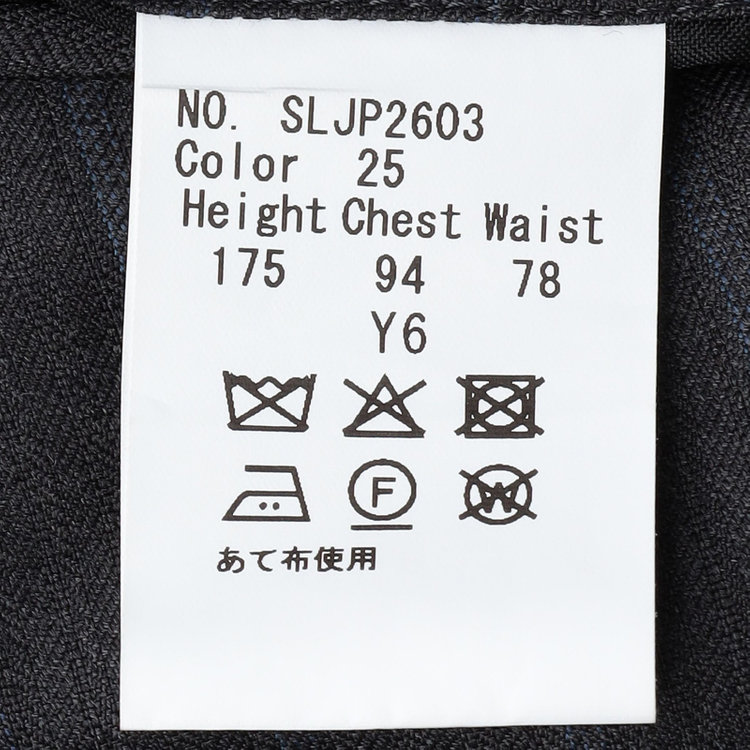 NO. SLJP2603
Color 25
Height Chest Waist
175 94 78
Y6
F W
あて布使用